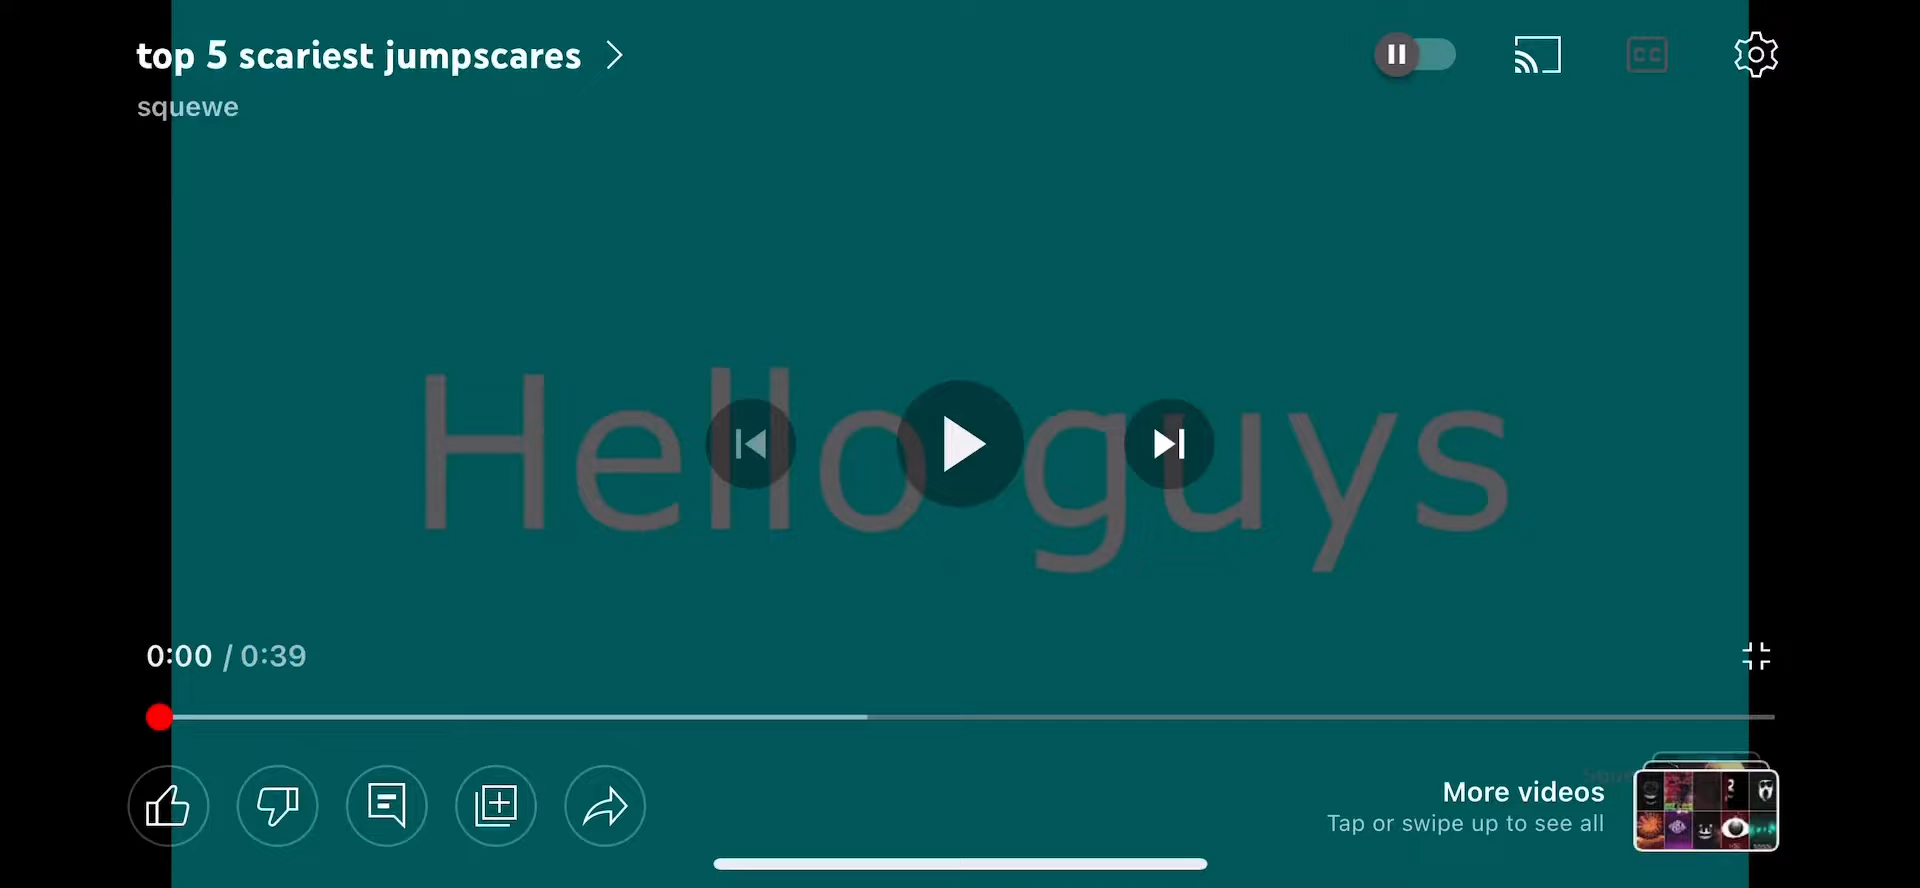 top 5 scariest jumpscares
squewe
CC
Hello guys
0:00 / 0:39
More videos
Tap or swipe up to see all